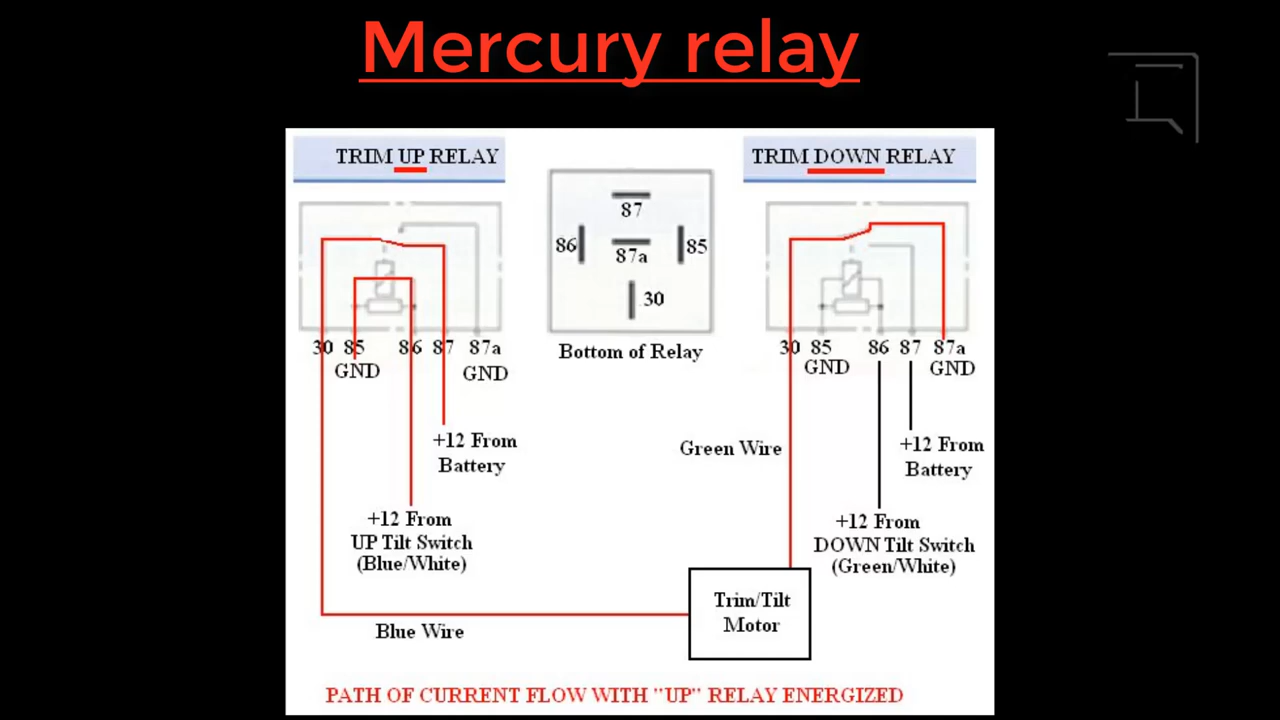 Mercury relay
TRIM UP RELAY
TRIM DOWN RELAY
87
86
85
87a
30
Bottom of Relay
30 85 86 87 87a
GND
GND
30 85 86 87 87a
GND
GND
+12 From
Battery
Green Wire
+12 From
Battery
+12 From
UP Tilt Switch
(Blue/White)
+12 From
DOWN Tilt Switch
(Green/White)
Trim/Tilt
Motor
Blue Wire
PATH OF CURRENT FLOW WITH "UP" RELAY ENERGIZED